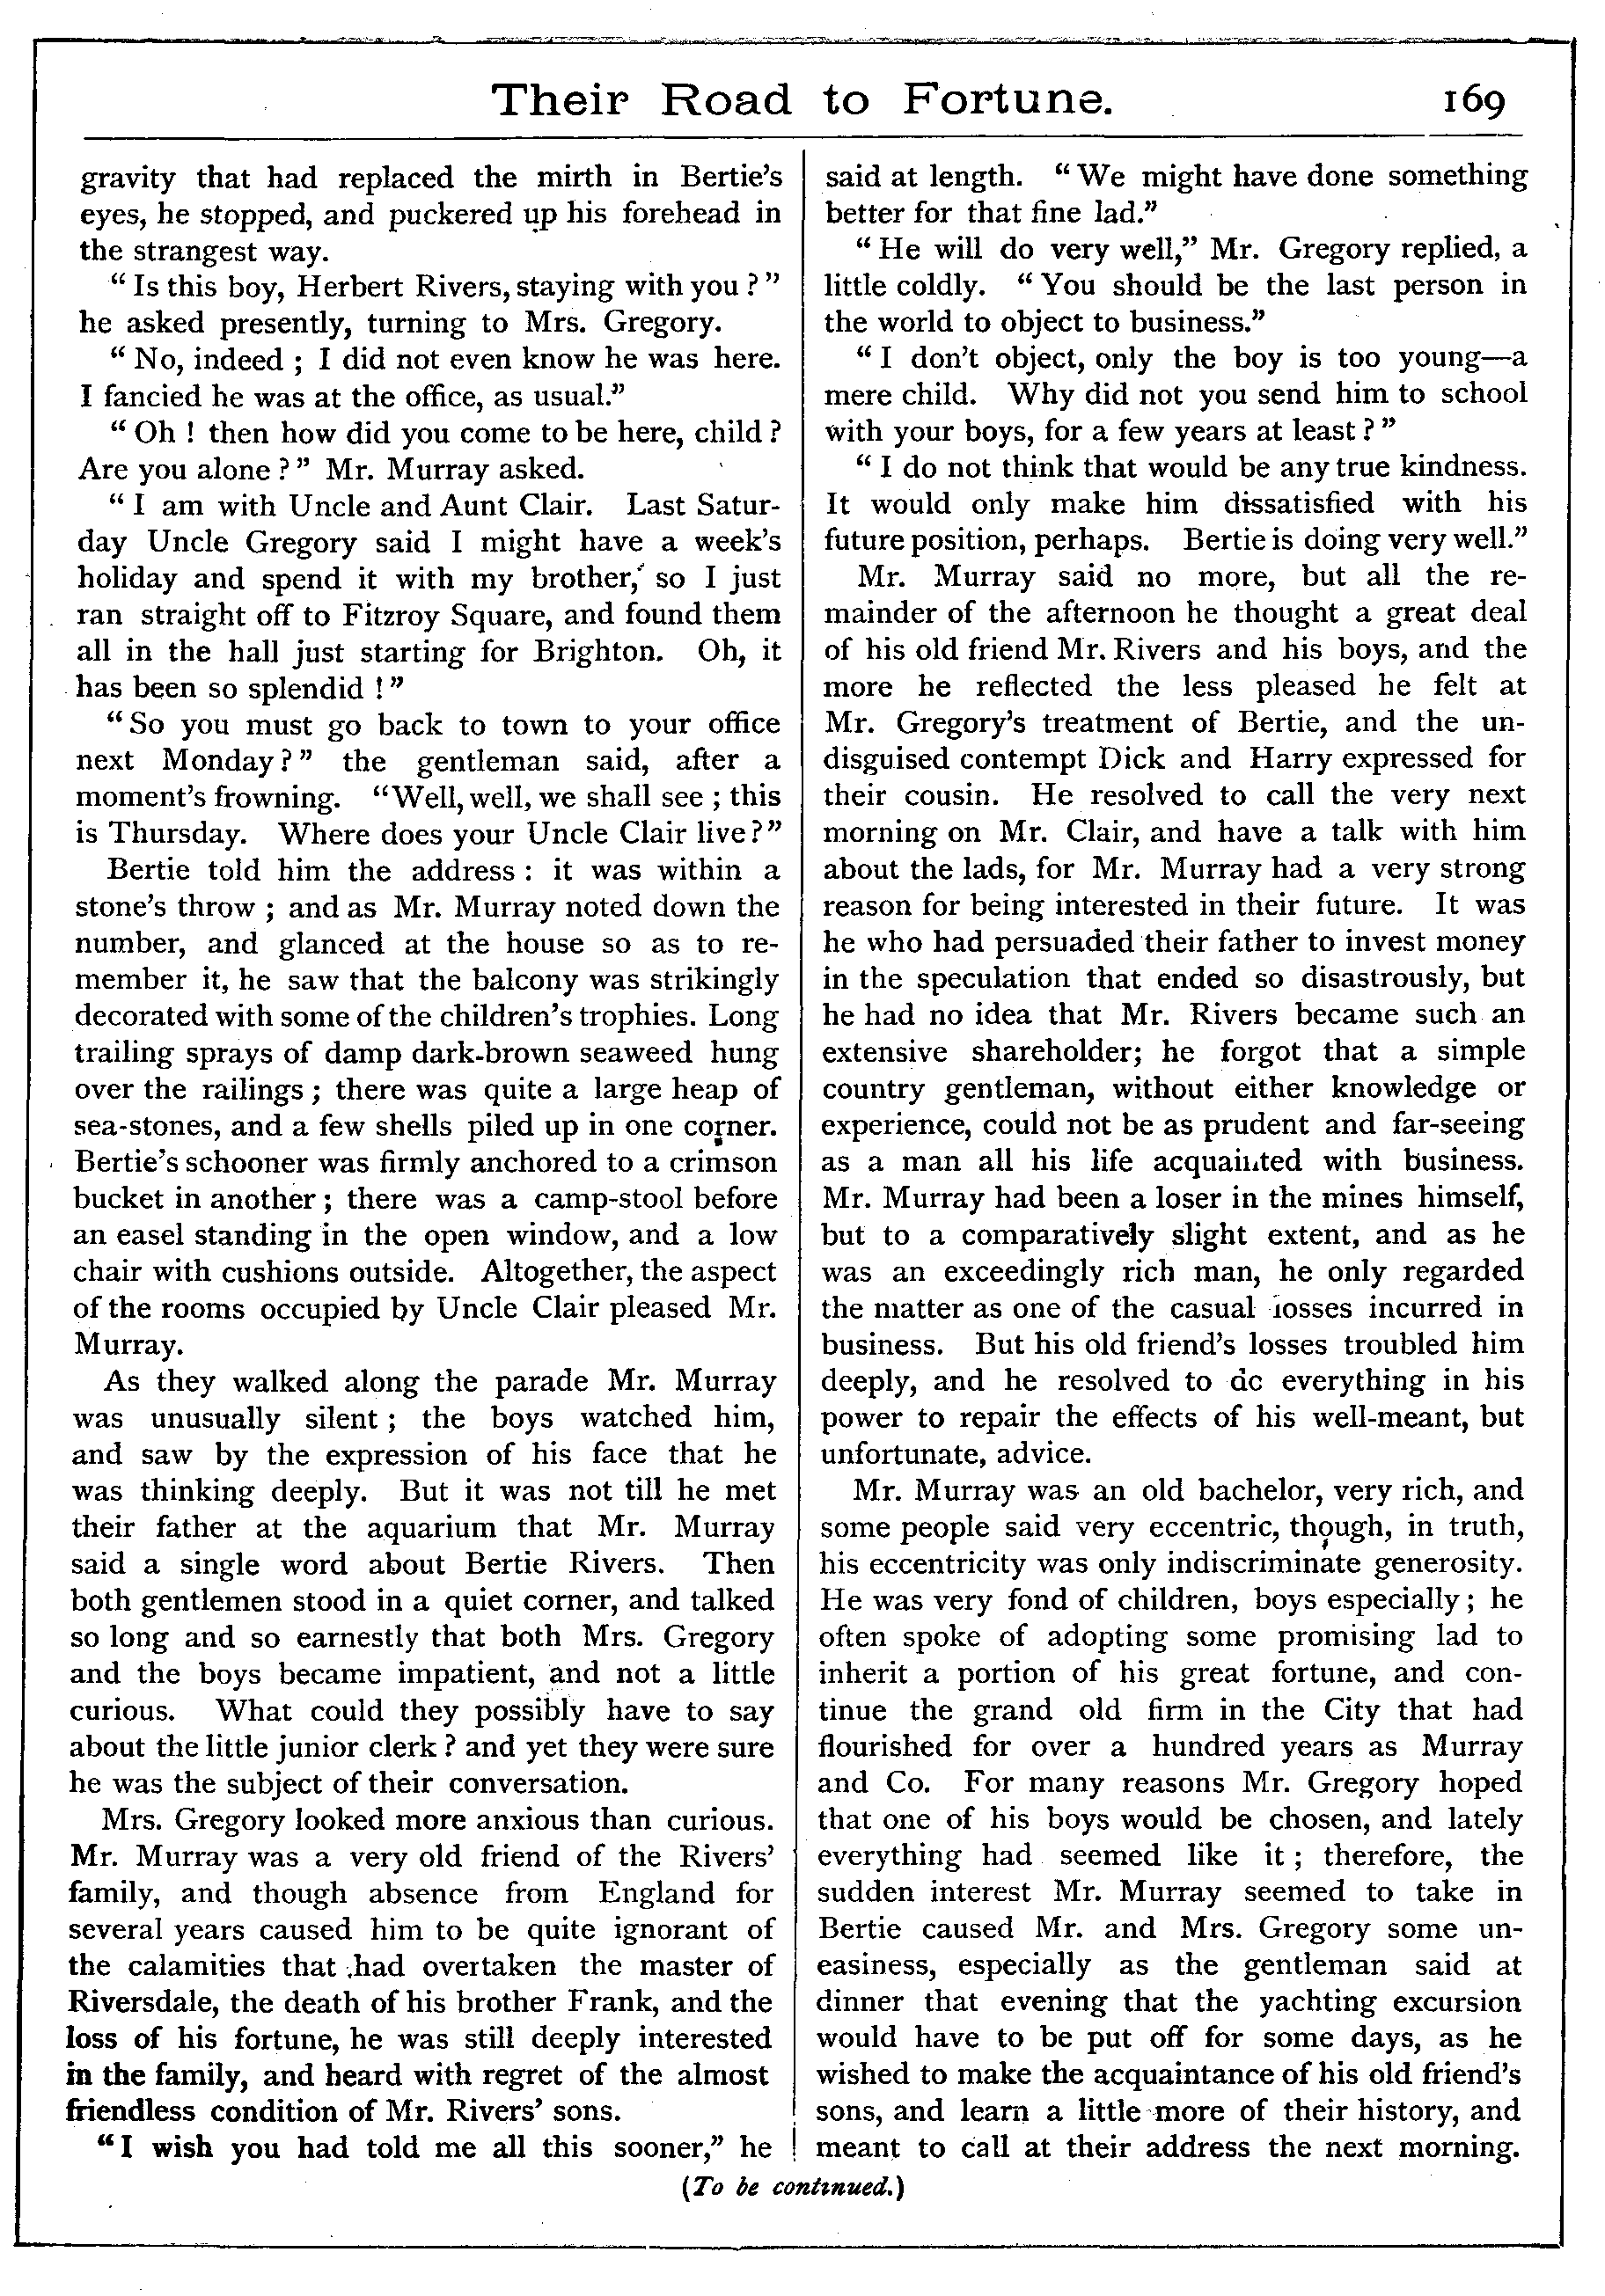 Their Road to Fortune. 169
gravity that had replaced the mirth in Bertie's
eyes, he stopped, and puckered up his forehead in
the strangest way.
"Is this boy, Herbert Rivers, staying with you?"
he asked presently, turning to Mrs. Gregory.
"No, indeed; I did not even know he was here.
I fancied he was at the office, as usual."
"Oh! then how did you come to be here, child?
Are you alone?" Mr. Murray asked.
"I am with Uncle and Aunt Clair. Last Satur-
day Uncle Gregory said I might have a week's
holiday and spend it with my brother, so I just
ran straight off to Fitzroy Square, and found them
all in the hall just starting for Brighton. Oh, it
has been so splendid!"
"So you must go back to town to your office
next Monday?" the gentleman said, after a
moment's frowning. "Well, well, we shall see; this
is Thursday. Where does your Uncle Clair live?"
Bertie told him the address: it was within a
stone's throw; and as Mr. Murray noted down the
number, and glanced at the house so as to re-
member it, he saw that the balcony was strikingly
decorated with some of the children's trophies. Long
trailing sprays of damp dark-brown seaweed hung
over the railings; there was quite a large heap of
sea-stones, and a few shells piled up in one corner.
Bertie's schooner was firmly anchored to a crimson
bucket in another; there was a camp-stool before
an easel standing in the open window, and a low
chair with cushions outside. Altogether, the aspect
of the rooms occupied by Uncle Clair pleased Mr.
Murray.
As they walked along the parade Mr. Murray
was unusually silent; the boys watched him,
and saw by the expression of his face that he
was thinking deeply. But it was not till he met
their father at the aquarium that Mr. Murray
said a single word about Bertie Rivers. Then
both gentlemen stood in a quiet corner, and talked
so long and so earnestly that both Mrs. Gregory
and the boys became impatient, and not a little
curious. What could they possibly have to say
about the little junior clerk? and yet they were sure
he was the subject of their conversation.
Mrs. Gregory looked more anxious than curious.
Mr. Murray was a very old friend of the Rivers'
family, and though absence from England for
several years caused him to be quite ignorant of
the calamities that had overtaken the master of
Riversdale, the death of his brother Frank, and the
loss of his fortune, he was still deeply interested
in the family, and heard with regret of the almost
friendless condition of Mr. Rivers' sons.
"I wish you had told me all this sooner," he
said at length. "We might have done something
better for that fine lad."
"He will do very well," Mr. Gregory replied, a
little coldly. "You should be the last person in
the world to object to business."
"I don't object, only the boy is too young—a
mere child. Why did not you send him to school
with your boys, for a few years at least?"
"I do not think that would be any true kindness.
It would only make him dissatisfied with his
future position, perhaps. Bertie is doing very well."
Mr. Murray said no more, but all the re-
mainder of the afternoon he thought a great deal
of his old friend Mr. Rivers and his boys, and the
more he reflected the less pleased he felt at
Mr. Gregory's treatment of Bertie, and the un-
disguised contempt Dick and Harry expressed for
their cousin. He resolved to call the very next
morning on Mr. Clair, and have a talk with him
about the lads, for Mr. Murray had a very strong
reason for being interested in their future. It was
he who had persuaded their father to invest money
in the speculation that ended so disastrously, but
he had no idea that Mr. Rivers became such an
extensive shareholder; he forgot that a simple
country gentleman, without either knowledge or
experience, could not be as prudent and far-seeing
as a man all his life acquainted with business.
Mr. Murray had been a loser in the mines himself,
but to a comparatively slight extent, and as he
was an exceedingly rich man, he only regarded
the matter as one of the casual losses incurred in
business. But his old friend's losses troubled him
deeply, and he resolved to do everything in his
power to repair the effects of his well-meant, but
unfortunate, advice.
Mr. Murray was an old bachelor, very rich, and
some people said very eccentric, though, in truth,
his eccentricity was only indiscriminate generosity.
He was very fond of children, boys especially; he
often spoke of adopting some promising lad to
inherit a portion of his great fortune, and con-
tinue the grand old firm in the City that had
flourished for over a hundred years as Murray
and Co. For many reasons Mr. Gregory hoped
that one of his boys would be chosen, and lately
everything had seemed like it; therefore, the
sudden interest Mr. Murray seemed to take in
Bertie caused Mr. and Mrs. Gregory some un-
easiness, especially as the gentleman said at
dinner that evening that the yachting excursion
would have to be put off for some days, as he
wished to make the acquaintance of his old friend's
sons, and learn a little more of their history, and
meant to call at their address the next morning.
(To be continued.)